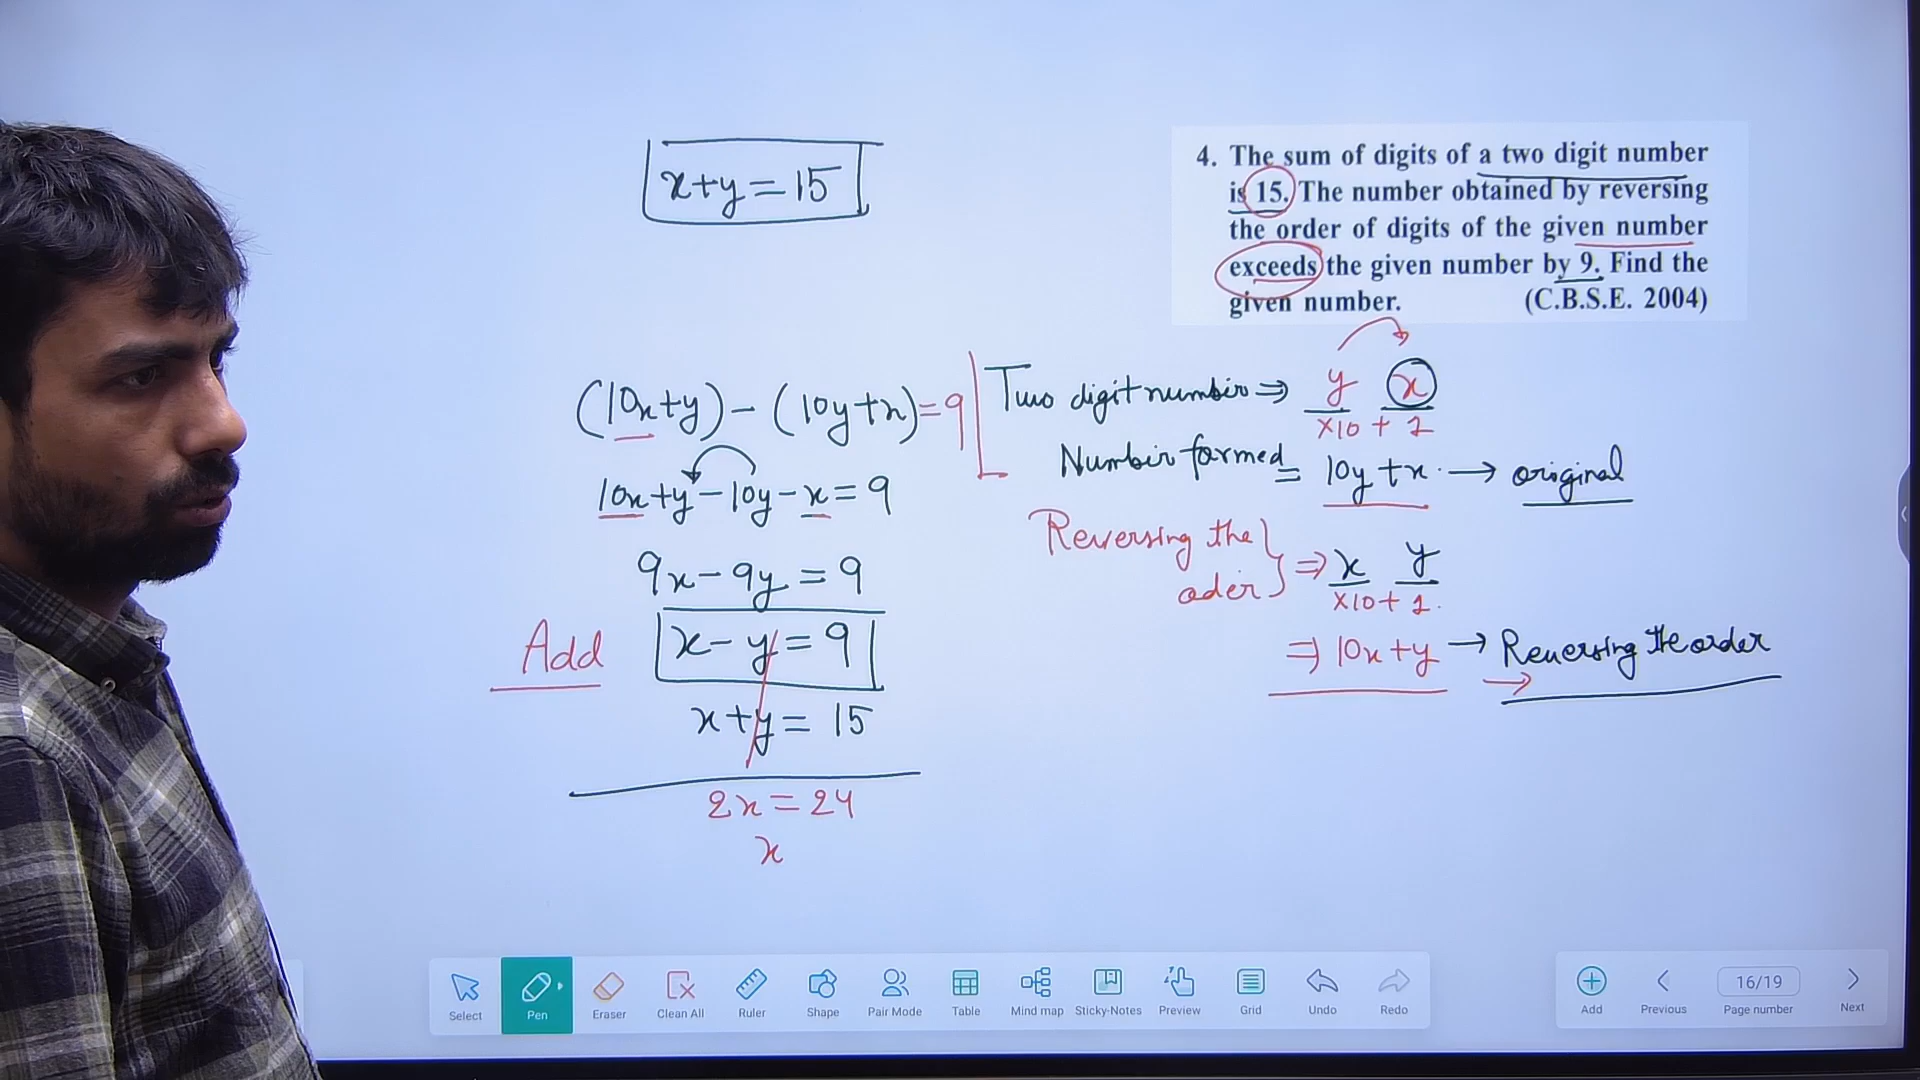 x+y=15
4. The sum of digits of a two digit number
is 15. The number obtained by reversing
the order of digits of the given number
exceeds the given number by 9. Find the
given number. (C.B.S.E. 2004)
(10x+y)-(10y+x)=9
10x+y-10y-x=9
9x-9y=9
Add
x-y=9
x+y=15
2x=24
x
Two digit number ⇒ y x
×10 + 1
Number formed = 10y+x. → original
Reversing the
oder } ⇒ x y
×10 + 1.
⇒ 10x+y → Reversing the order
Select
Pen
Eraser
Clean All
Ruler
Shape
Pair Mode
Table
Mind map
Sticky-Notes
Preview
Grid
Undo
Redo
Add
Previous
16/19
Page number
Next